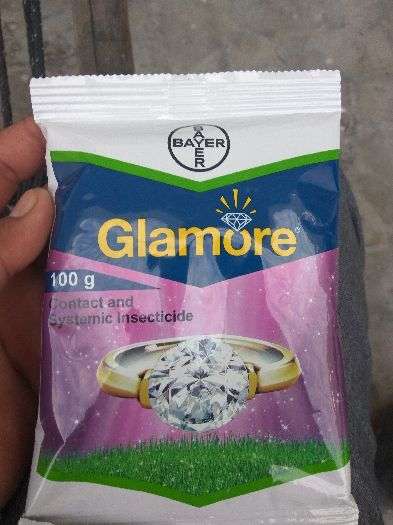 BAYER
BAYER
Glamore
100 g
Contact and
Systemic Insecticide